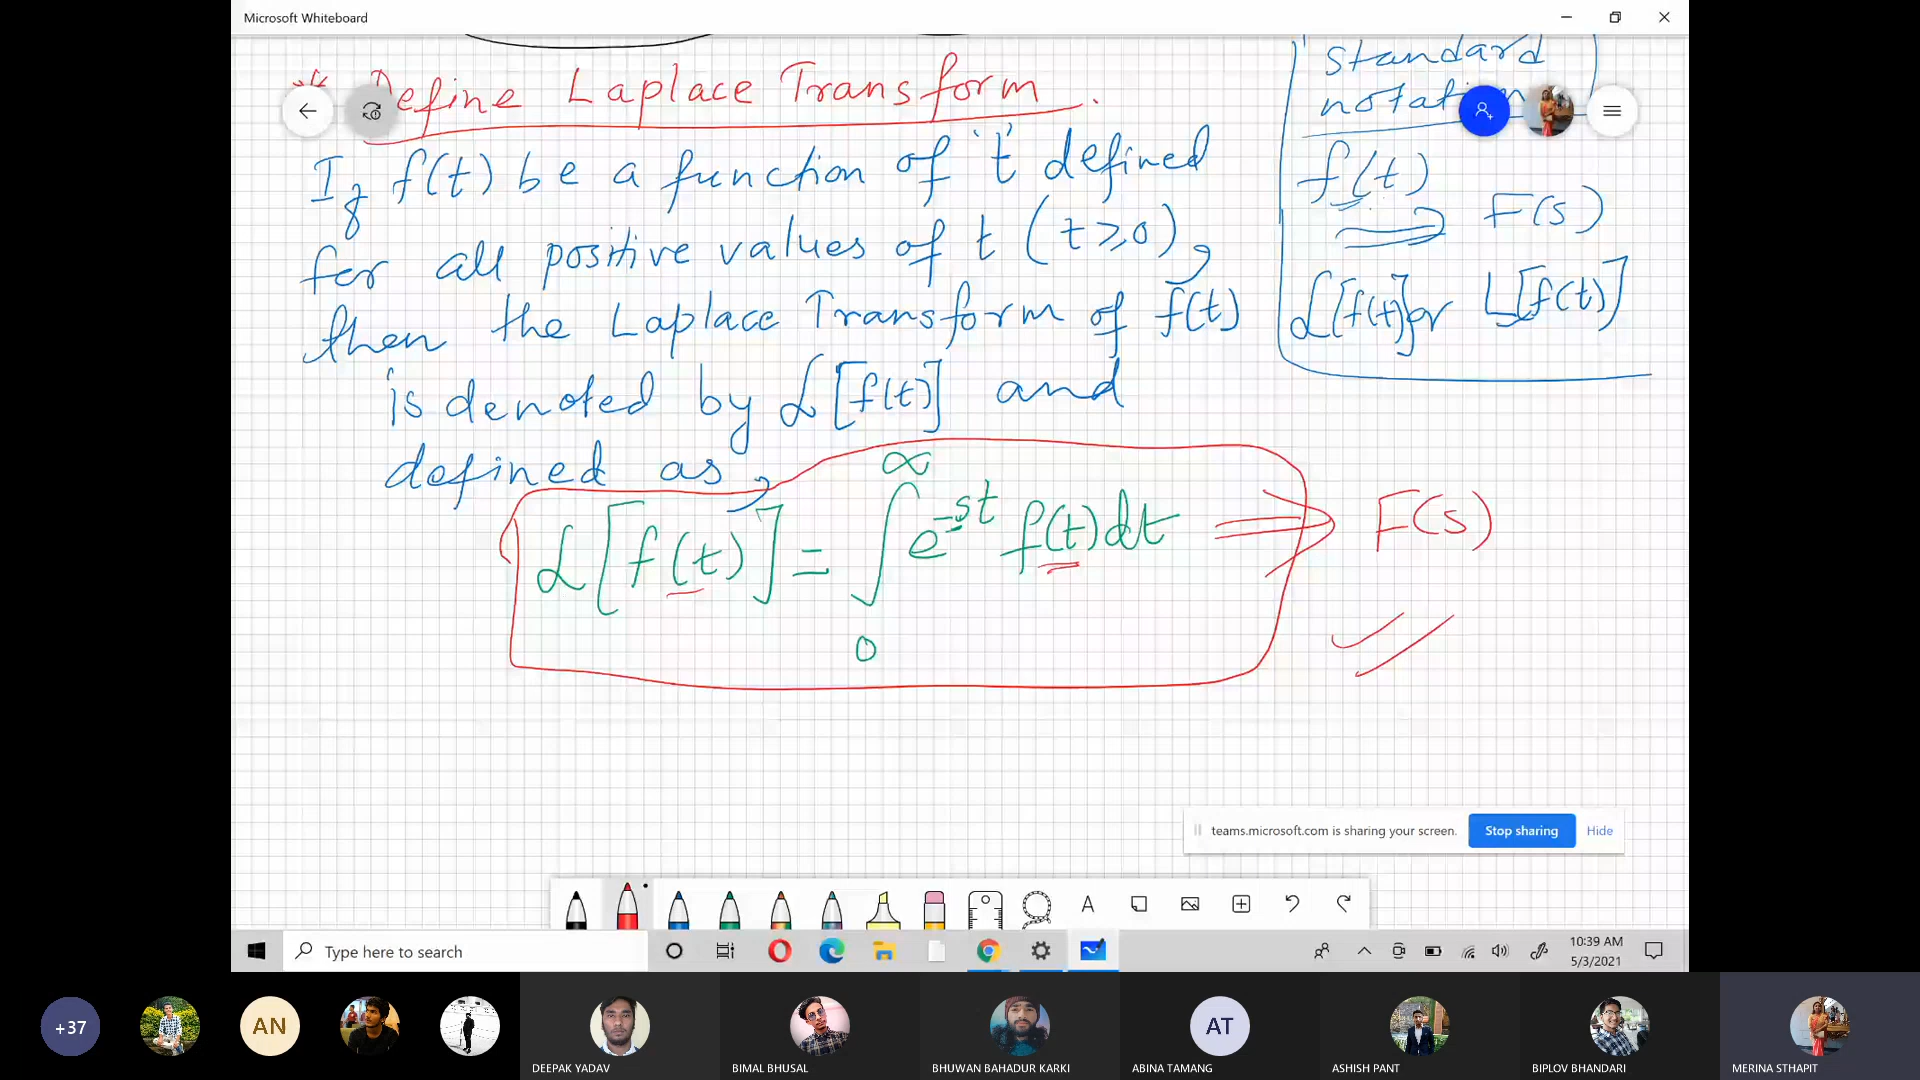 Microsoft Whiteboard
* Define Laplace Transform.
If f(t) be a function of 't' defined
for all positive values of t (t≥0),
then the Laplace Transform of f(t)
is denoted by ℒ[f(t)] and
defined as,
ℒ[f(t)] = ∫₀^∞ e^-st f(t)dt ⇒ F(s)
standard
f(t)
⇒ F(s)
ℒ[f(t)] or L[f(t)]
teams.microsoft.com is sharing your screen. Stop sharing Hide
A
Type here to search
10:39 AM
5/3/2021
+37
AN
AT
DEEPAK YADAV
BIMAL BHUSAL
BHUWAN BAHADUR KARKI
ABINA TAMANG
ASHISH PANT
BIPLOV BHANDARI
MERINA STHAPIT